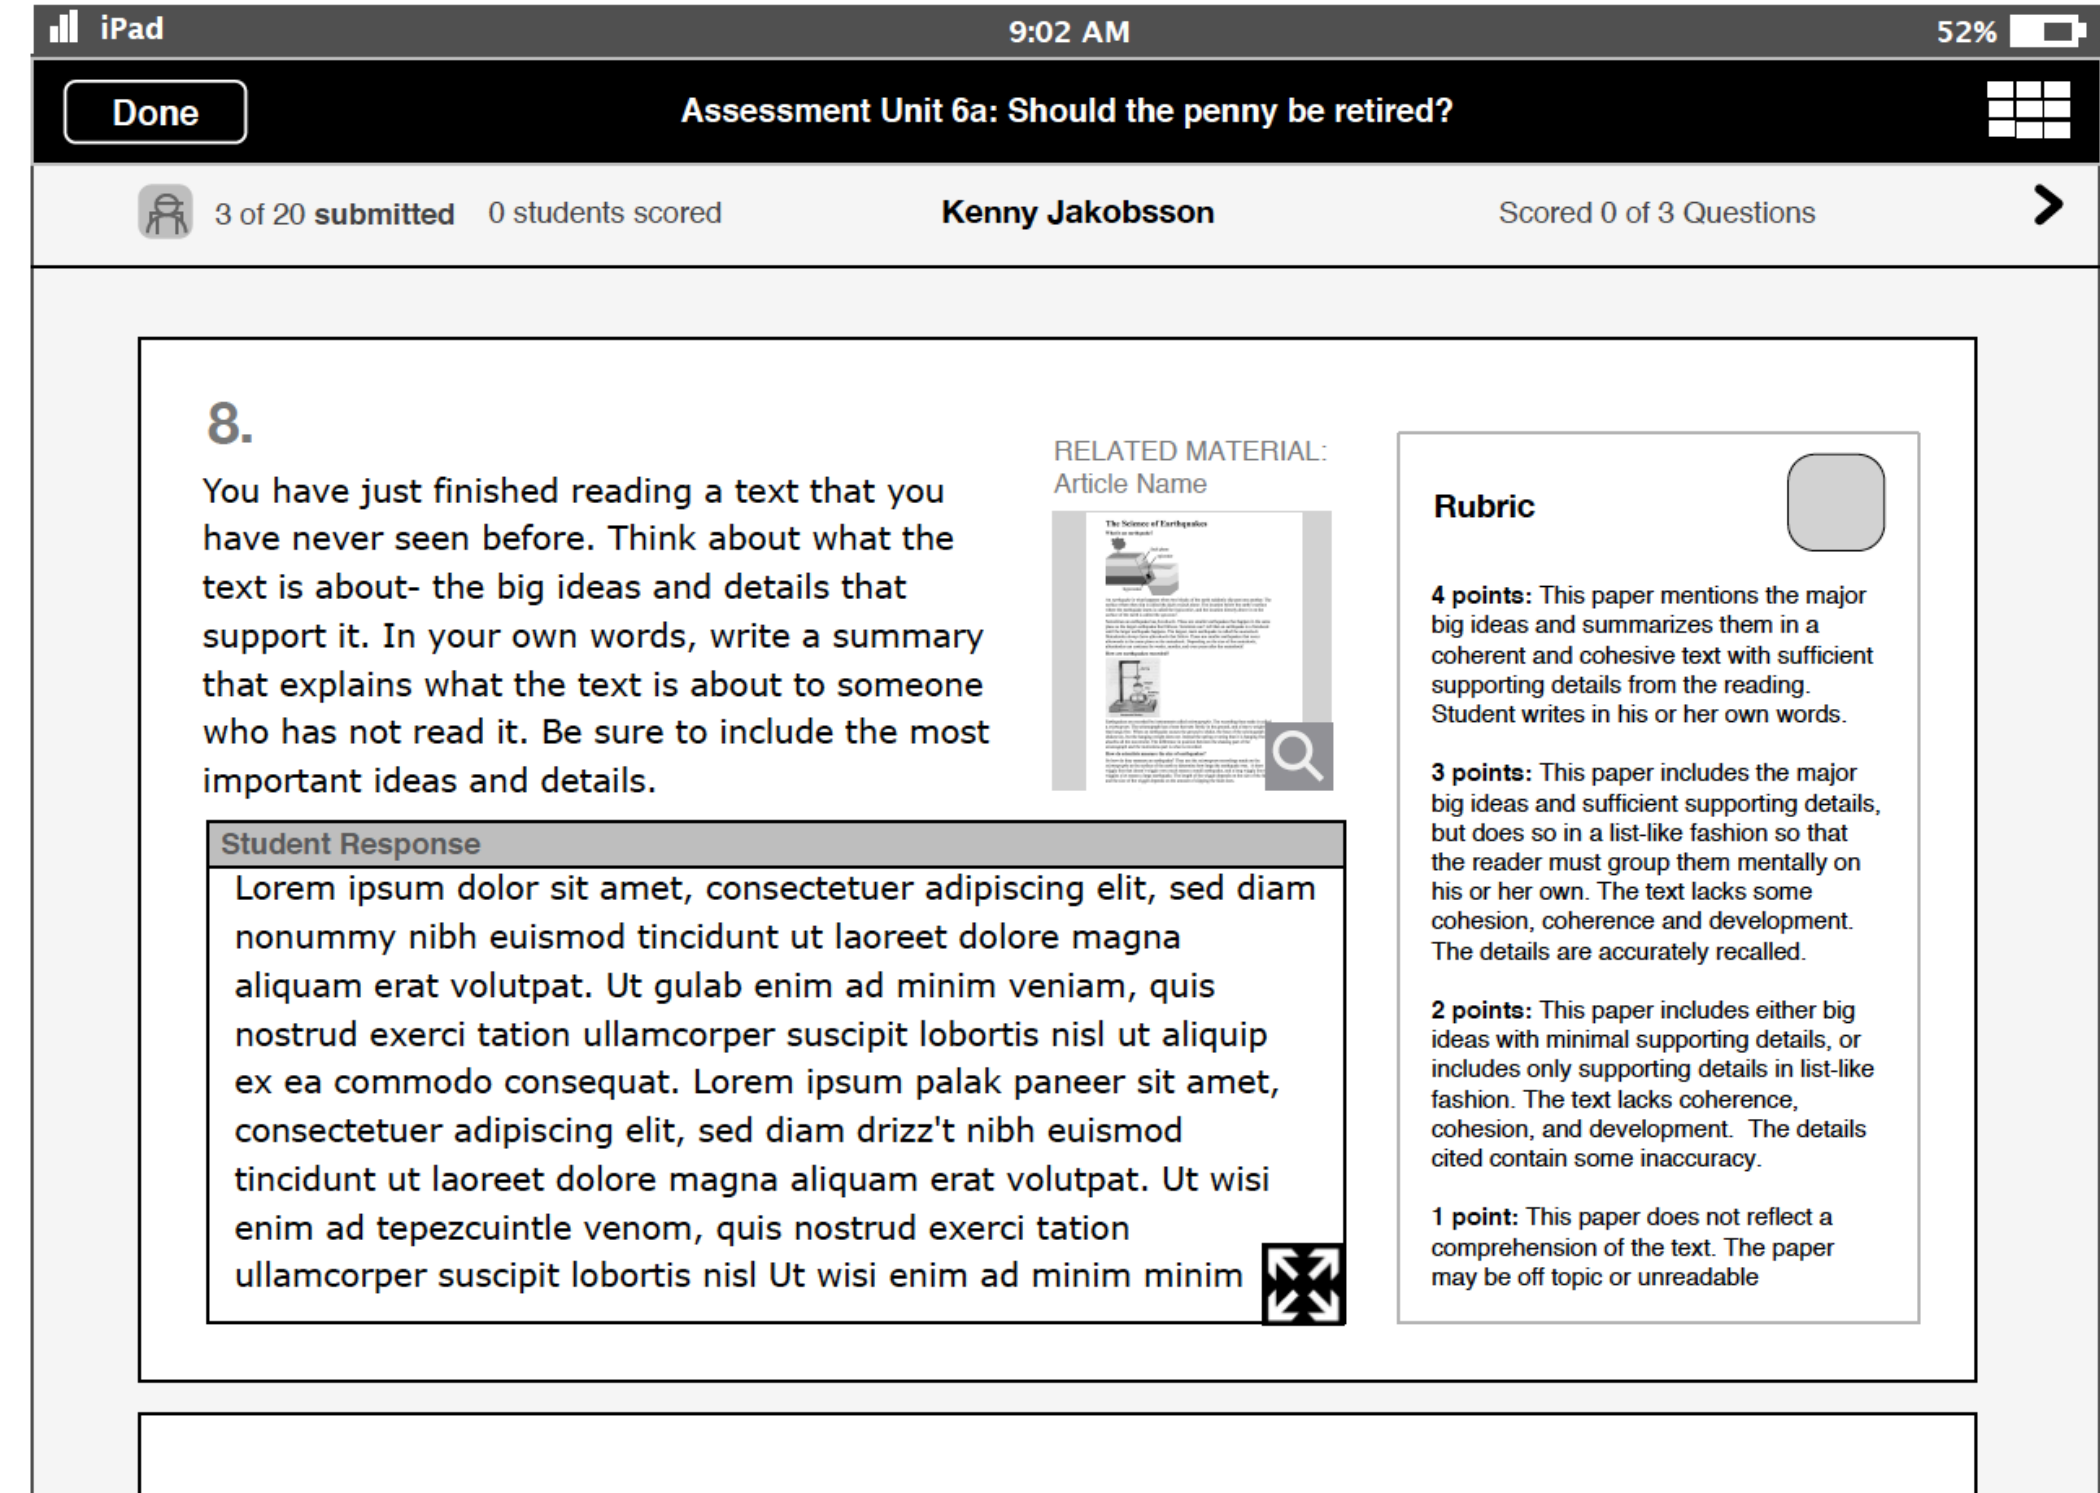 iPad
9:02 AM
52%
Done
Assessment Unit 6a: Should the penny be retired?
3 of 20 submitted
0 students scored
Kenny Jakobsson
Scored 0 of 3 Questions
8.
You have just finished reading a text that you
have never seen before. Think about what the
text is about- the big ideas and details that
support it. In your own words, write a summary
that explains what the text is about to someone
who has not read it. Be sure to include the most
important ideas and details.
RELATED MATERIAL:
Article Name
The Science of Earthquakes
Student Response
Lorem ipsum dolor sit amet, consectetuer adipiscing elit, sed diam
nonummy nibh euismod tincidunt ut laoreet dolore magna
aliquam erat volutpat. Ut gulab enim ad minim veniam, quis
nostrud exerci tation ullamcorper suscipit lobortis nisl ut aliquip
ex ea commodo consequat. Lorem ipsum palak paneer sit amet,
consectetuer adipiscing elit, sed diam drizz't nibh euismod
tincidunt ut laoreet dolore magna aliquam erat volutpat. Ut wisi
enim ad tepezcuintle venom, quis nostrud exerci tation
ullamcorper suscipit lobortis nisl Ut wisi enim ad minim minim
Rubric
4 points: This paper mentions the major
big ideas and summarizes them in a
coherent and cohesive text with sufficient
supporting details from the reading.
Student writes in his or her own words.
3 points: This paper includes the major
big ideas and sufficient supporting details,
but does so in a list-like fashion so that
the reader must group them mentally on
his or her own. The text lacks some
cohesion, coherence and development.
The details are accurately recalled.
2 points: This paper includes either big
ideas with minimal supporting details, or
includes only supporting details in list-like
fashion. The text lacks coherence,
cohesion, and development.  The details
cited contain some inaccuracy.
1 point: This paper does not reflect a
comprehension of the text. The paper
may be off topic or unreadable